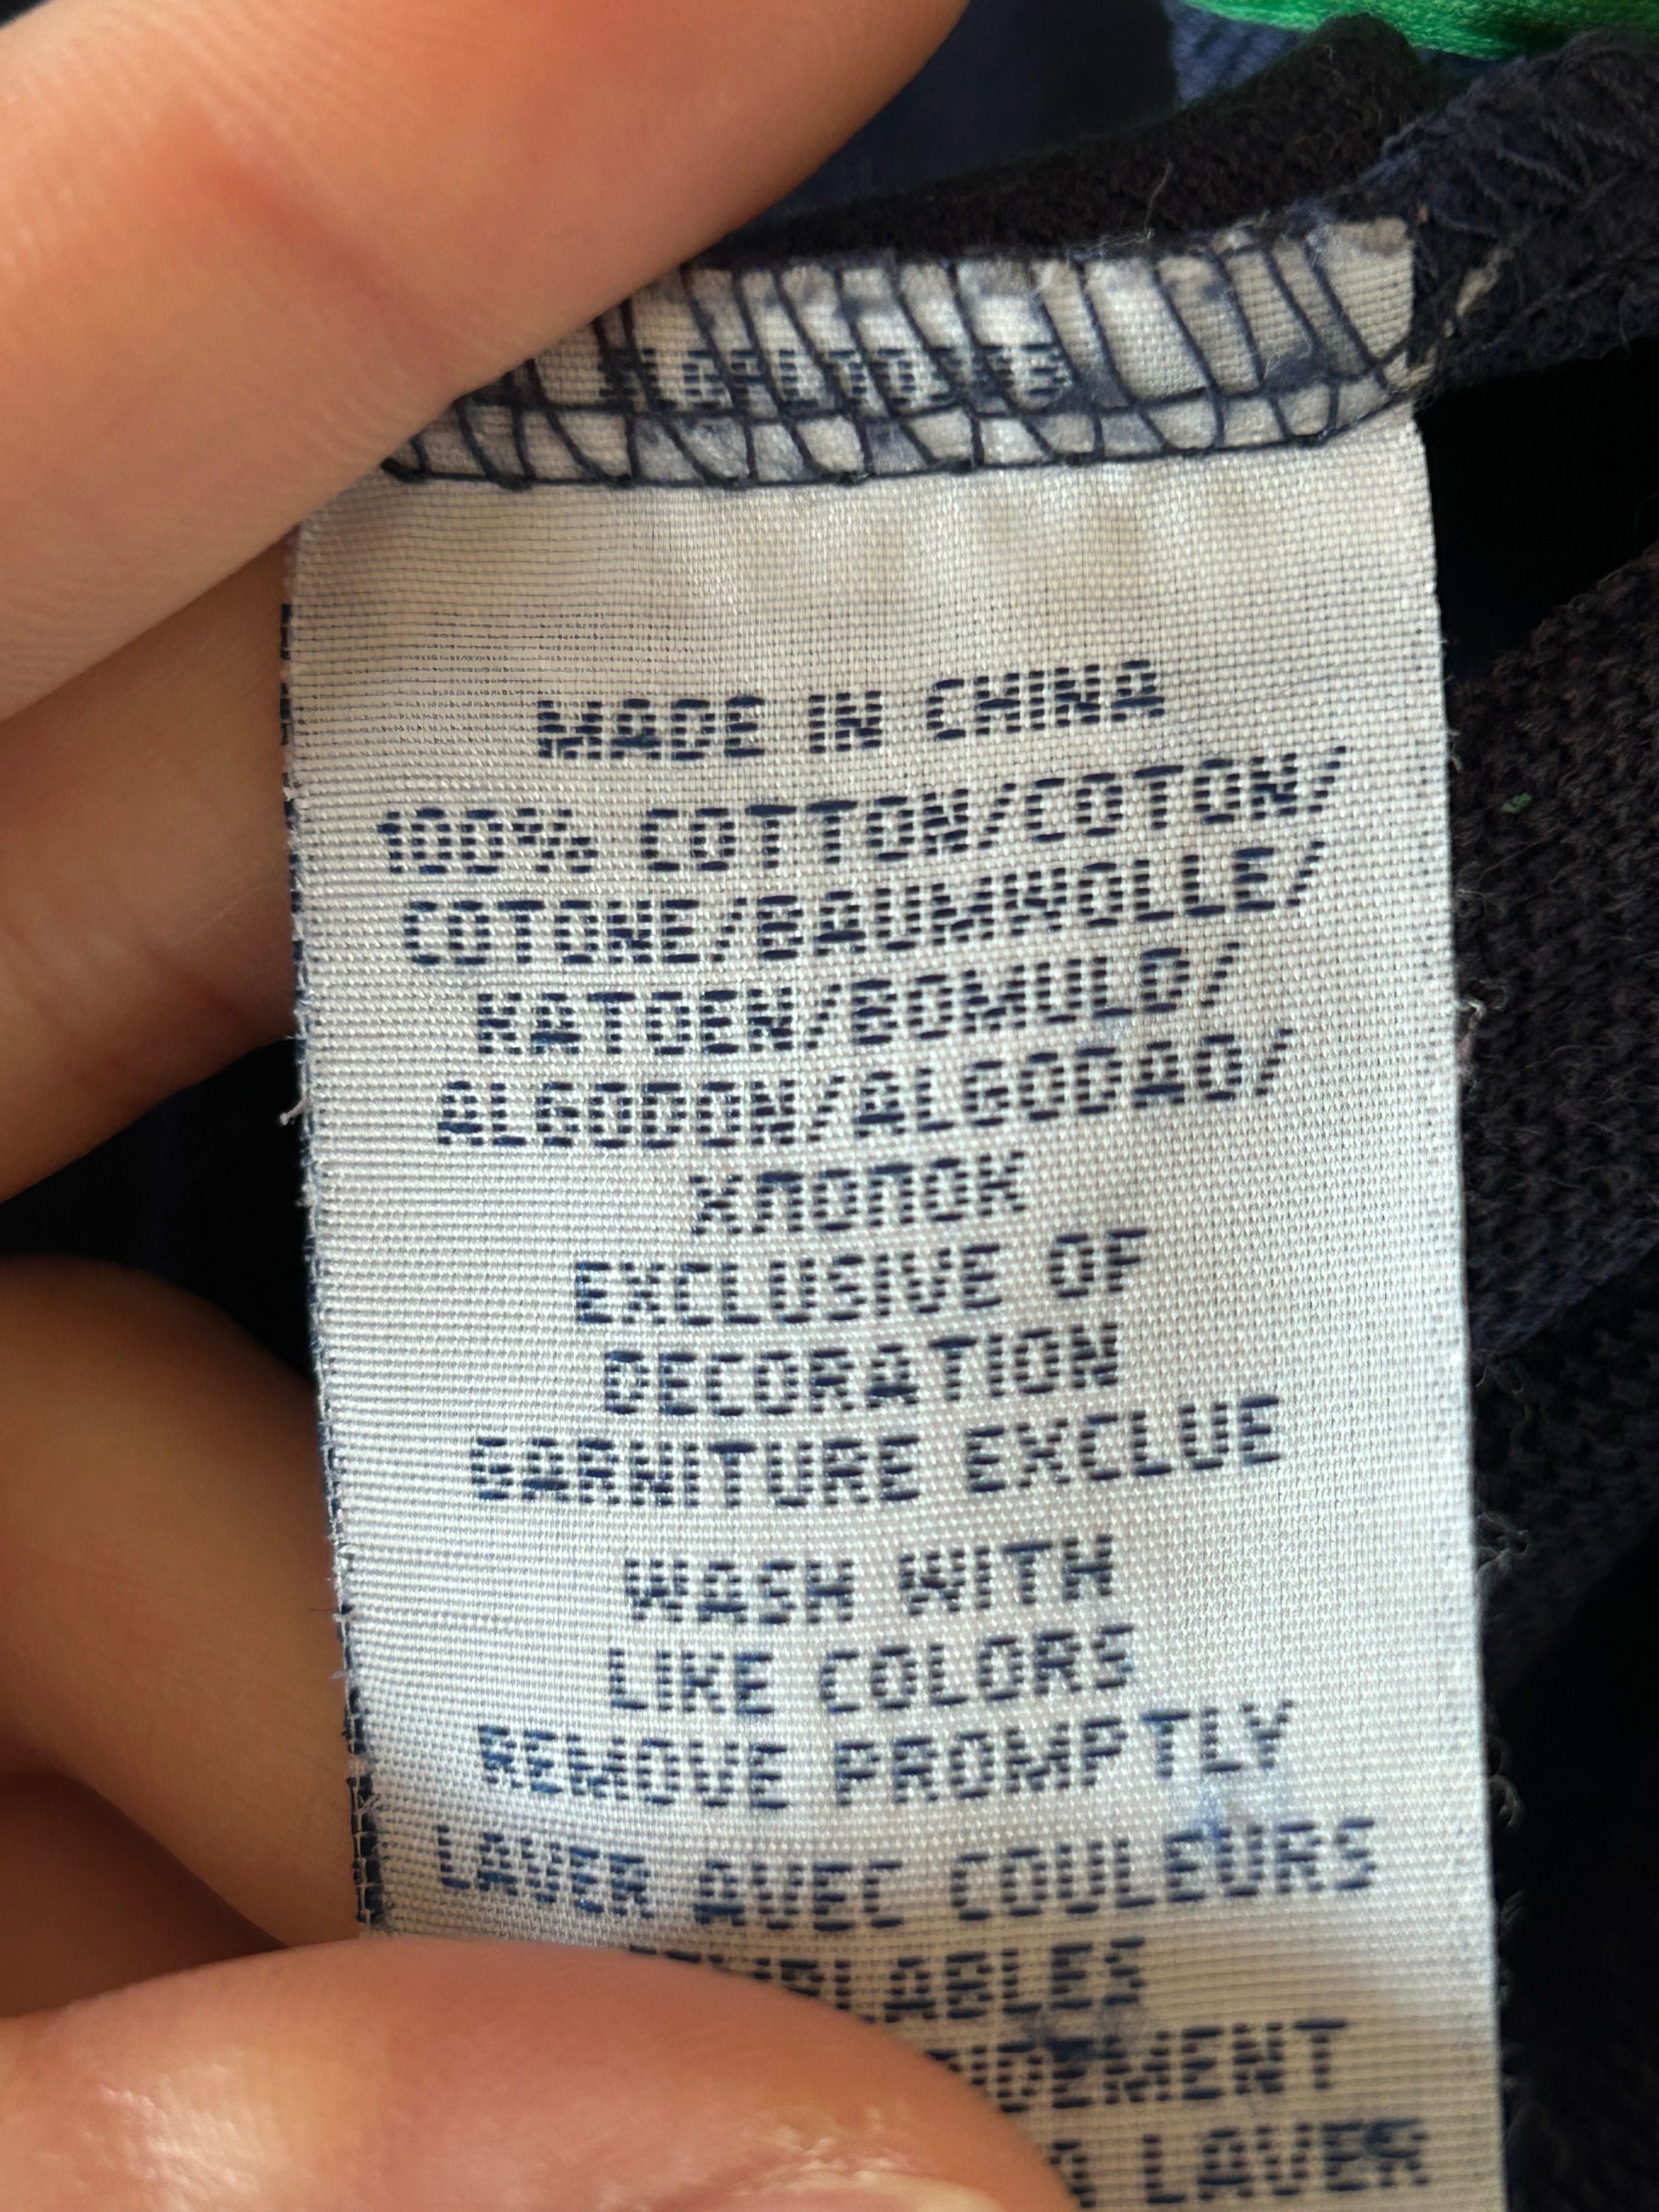 MADE IN CHINA
100% COTTON/COTON/
COTONE/BAUMWOLLE/
KATOEN/BOMULD/
ALGODON/ALGODAO/
ХЛОПОК
EXCLUSIVE OF
DECORATION
GARNITURE EXCLUE
WASH WITH
LIKE COLORS
REMOVE PROMPTLY
LAVER AVEC COULEURS
LAVER